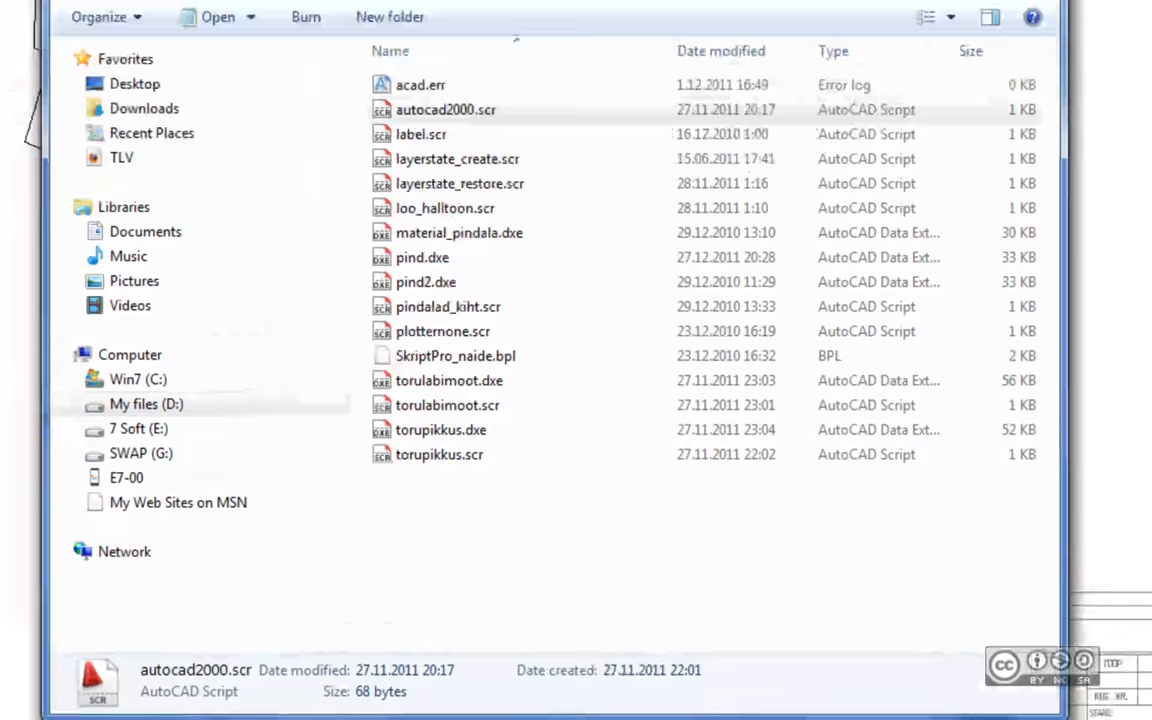 Organize Open Burn New folder
Name Date modified Type Size
Favorites
Desktop
Downloads
Recent Places
TLV
Libraries
Documents
Music
Pictures
Videos
Computer
Win7 (C:)
My files (D:)
7 Soft (E:)
SWAP (G:)
E7-00
My Web Sites on MSN
Network
acad.err 1.12.2011 16:49 Error log 0 KB
autocad2000.scr 27.11.2011 20:17 AutoCAD Script 1 KB
label.scr 16.12.2010 1:00 AutoCAD Script 1 KB
layerstate_create.scr 15.06.2011 17:41 AutoCAD Script 1 KB
layerstate_restore.scr 28.11.2011 1:16 AutoCAD Script 1 KB
loo_halltoon.scr 28.11.2011 1:10 AutoCAD Script 1 KB
material_pindala.dxe 29.12.2010 13:10 AutoCAD Data Ext... 30 KB
pind.dxe 27.12.2011 20:28 AutoCAD Data Ext... 33 KB
pind2.dxe 29.12.2010 11:29 AutoCAD Data Ext... 33 KB
pindalad_kiht.scr 29.12.2010 13:33 AutoCAD Script 1 KB
plotternone.scr 23.12.2010 16:19 AutoCAD Script 1 KB
SkriptPro_naide.bpl 23.12.2010 16:32 BPL 2 KB
torulabimoot.dxe 27.11.2011 23:03 AutoCAD Data Ext... 56 KB
torulabimoot.scr 27.11.2011 23:01 AutoCAD Script 1 KB
torupikkus.dxe 27.11.2011 23:04 AutoCAD Data Ext... 52 KB
torupikkus.scr 27.11.2011 22:02 AutoCAD Script 1 KB
autocad2000.scr Date modified: 27.11.2011 20:17 Date created: 27.11.2011 22:01
AutoCAD Script Size: 68 bytes
SCR
cc BY NC SA